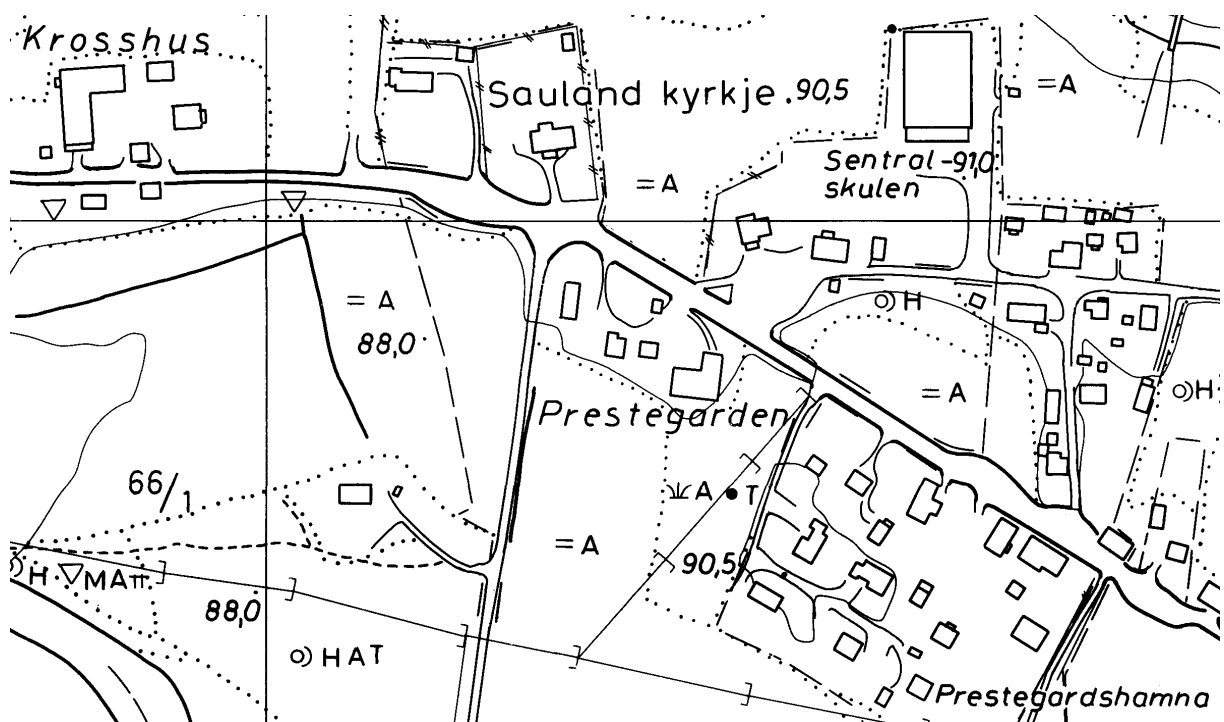 Krosshus
Sauland kyrkje .90,5
= A
Sentral-91,0
skulen
= A
= A
88,0
H
= A
H
Prestegarden
66/1
A
T
= A
90,5
H
MA
88,0
HAT
Prestegardshamna